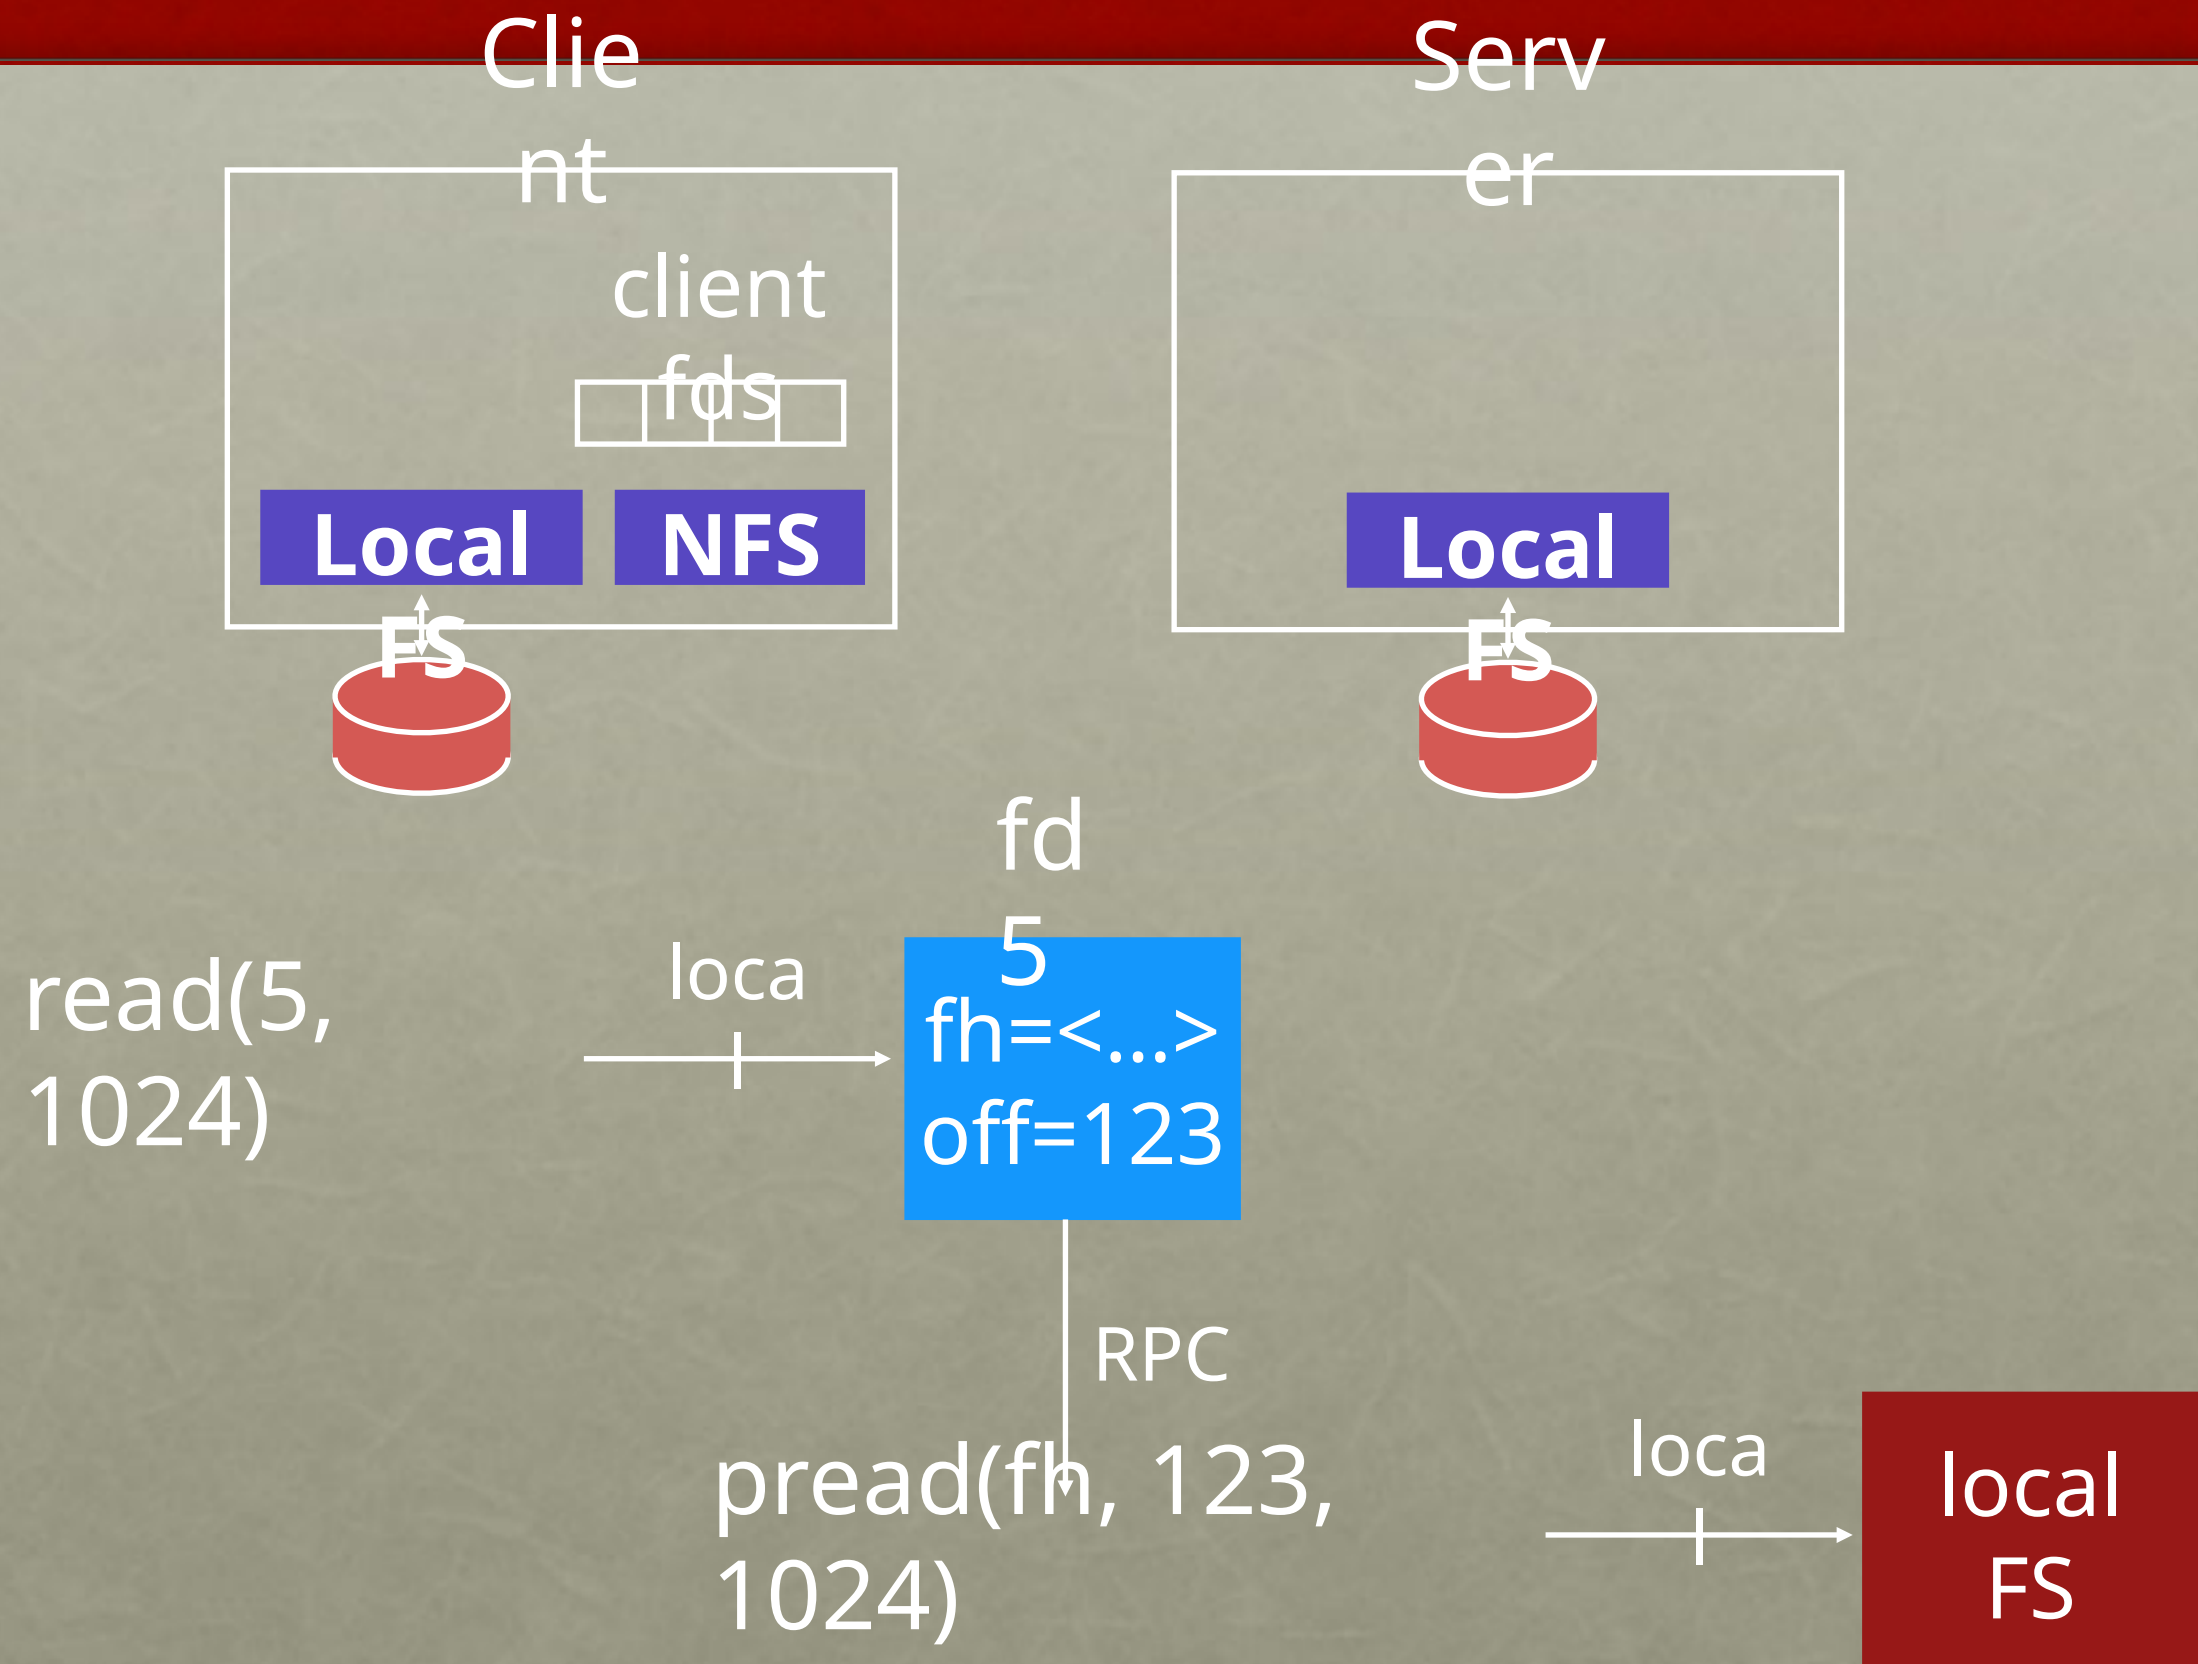 Clie
nt
Serv
er
client
fds
Local
FS
NFS
Local
FS
fd
5
read(5,
1024)
loca
fh=<...>
off=123
RPC
pread(fh, 123,
1024)
loca
local
FS